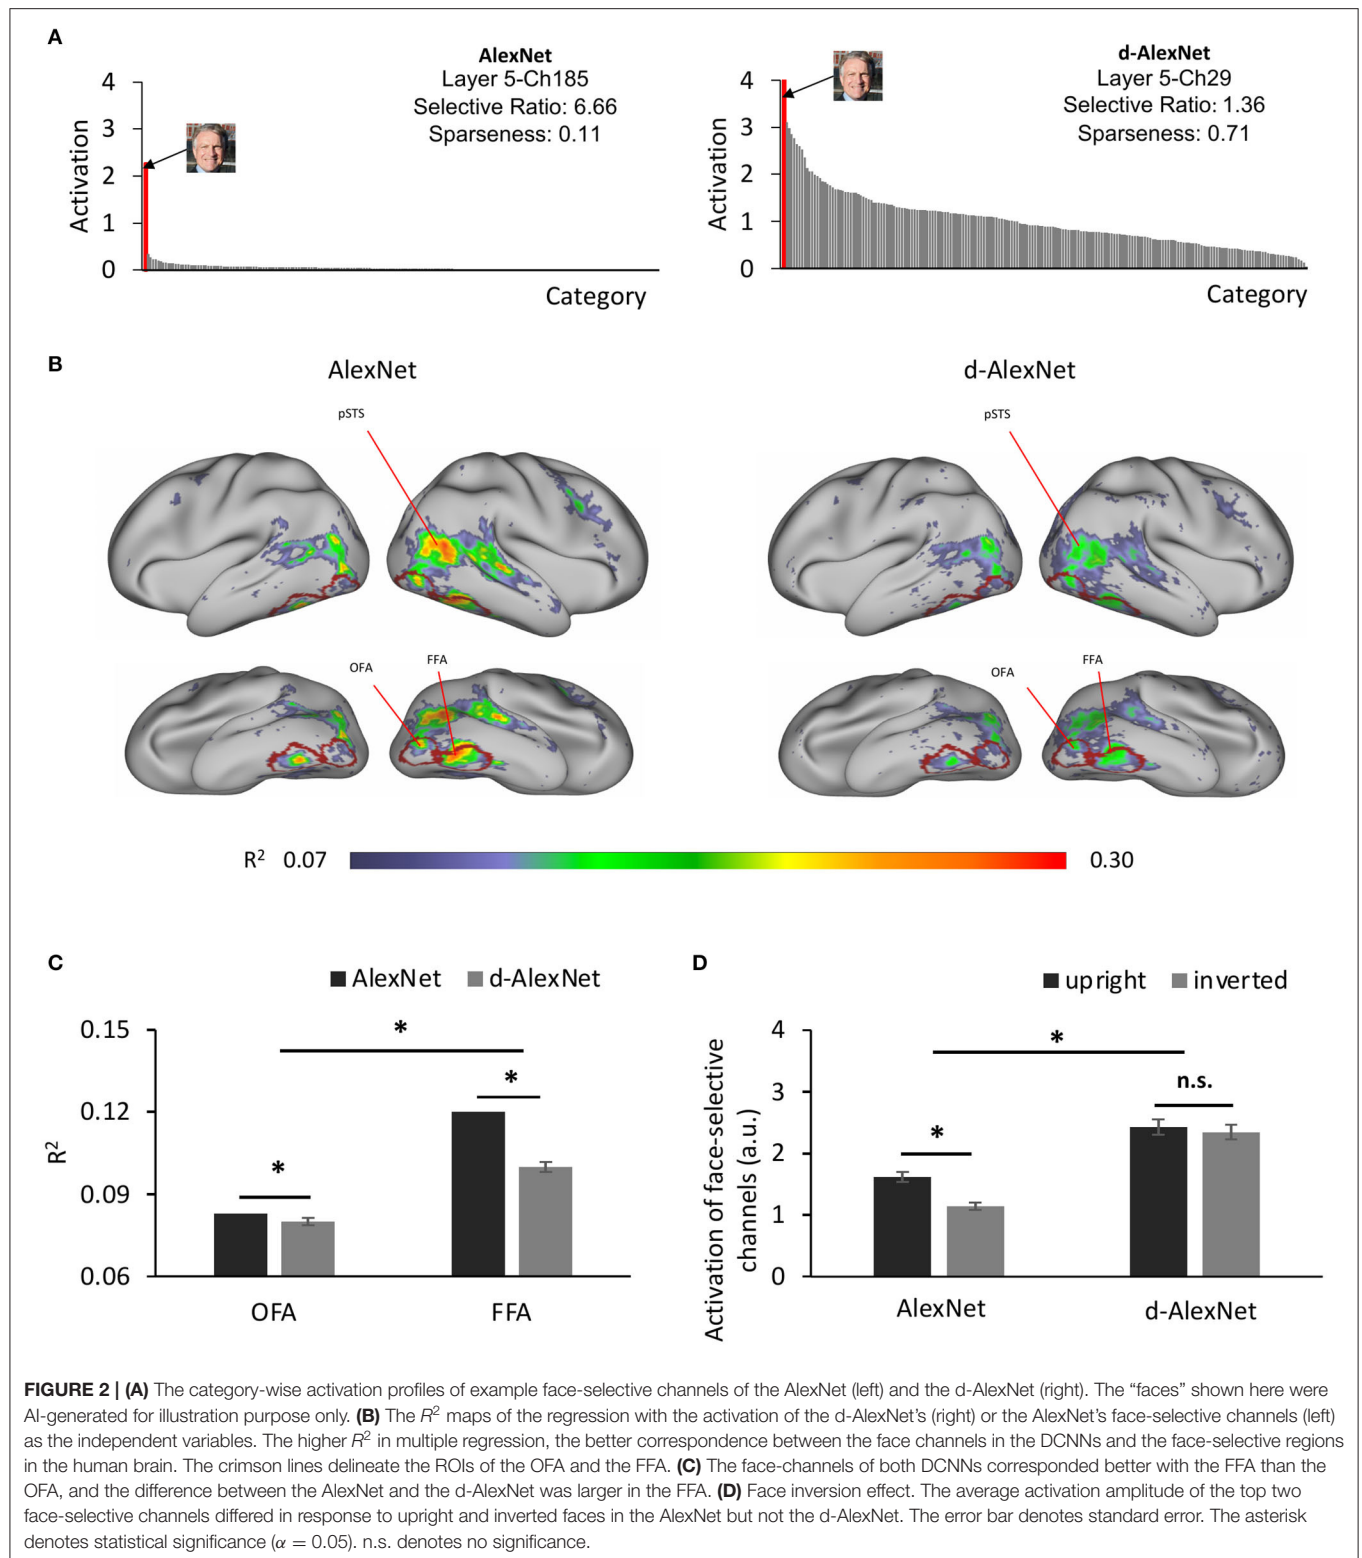 A
AlexNet
Layer 5-Ch185
Selective Ratio: 6.66
Sparseness: 0.11
4
3
2
1
0
Activation
Category
d-AlexNet
Layer 5-Ch29
Selective Ratio: 1.36
Sparseness: 0.71
4
3
2
1
0
Activation
Category
B
AlexNet
d-AlexNet
pSTS
pSTS
OFA
FFA
OFA
FFA
R² 0.07 0.30
C
AlexNet d-AlexNet
0.15
0.12
0.09
0.06
R²
*
*
*
OFA FFA
D
upright inverted
4
3
2
1
0
Activation of face-selective
channels (a.u.)
*
*
n.s.
AlexNet d-AlexNet
FIGURE 2 | (A) The category-wise activation profiles of example face-selective channels of the AlexNet (left) and the d-AlexNet (right). The “faces” shown here were
AI-generated for illustration purpose only. (B) The R² maps of the regression with the activation of the d-AlexNet’s (right) or the AlexNet’s face-selective channels (left)
as the independent variables. The higher R² in multiple regression, the better correspondence between the face channels in the DCNNs and the face-selective regions
in the human brain. The crimson lines delineate the ROIs of the OFA and the FFA. (C) The face-channels of both DCNNs corresponded better with the FFA than the
OFA, and the difference between the AlexNet and the d-AlexNet was larger in the FFA. (D) Face inversion effect. The average activation amplitude of the top two
face-selective channels differed in response to upright and inverted faces in the AlexNet but not the d-AlexNet. The error bar denotes standard error. The asterisk
denotes statistical significance (α = 0.05). n.s. denotes no significance.